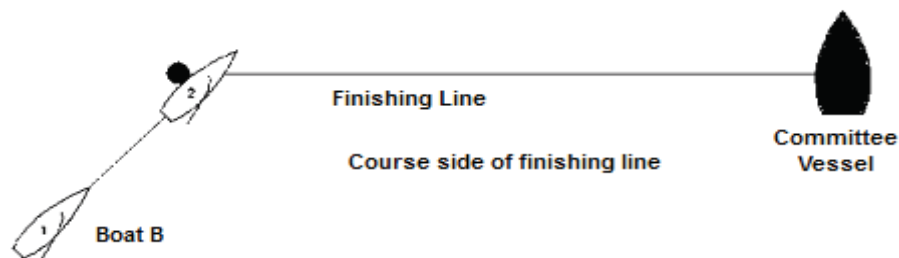 2
Finishing Line
Committee
Vessel
Course side of finishing line
1
Boat B